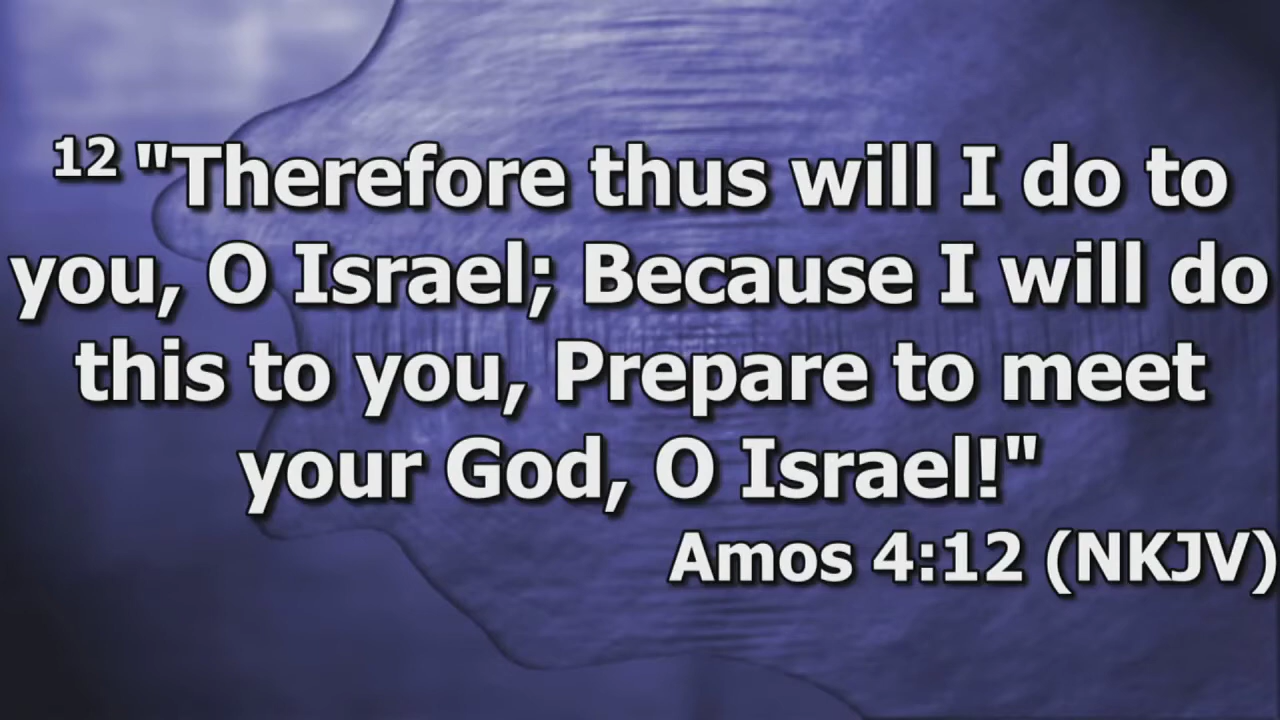 12 "Therefore thus will I do to
you, O Israel; Because I will do
this to you, Prepare to meet
your God, O Israel!"
Amos 4:12 (NKJV)